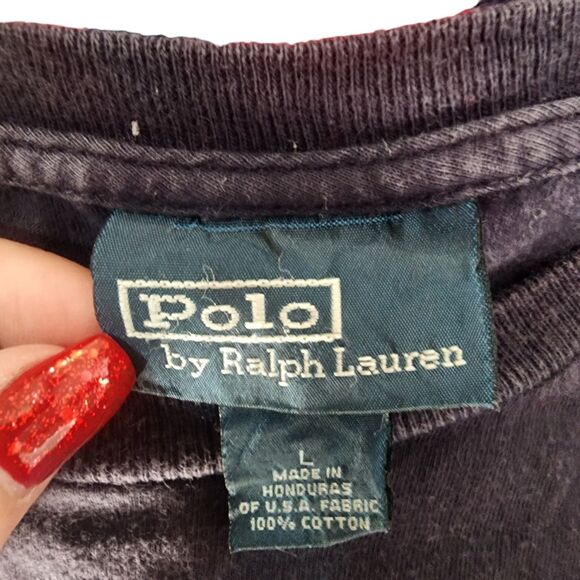 Polo
by Ralph Lauren
L
MADE IN
HONDURAS
OF U.S.A. FABRIC
100% COTTON